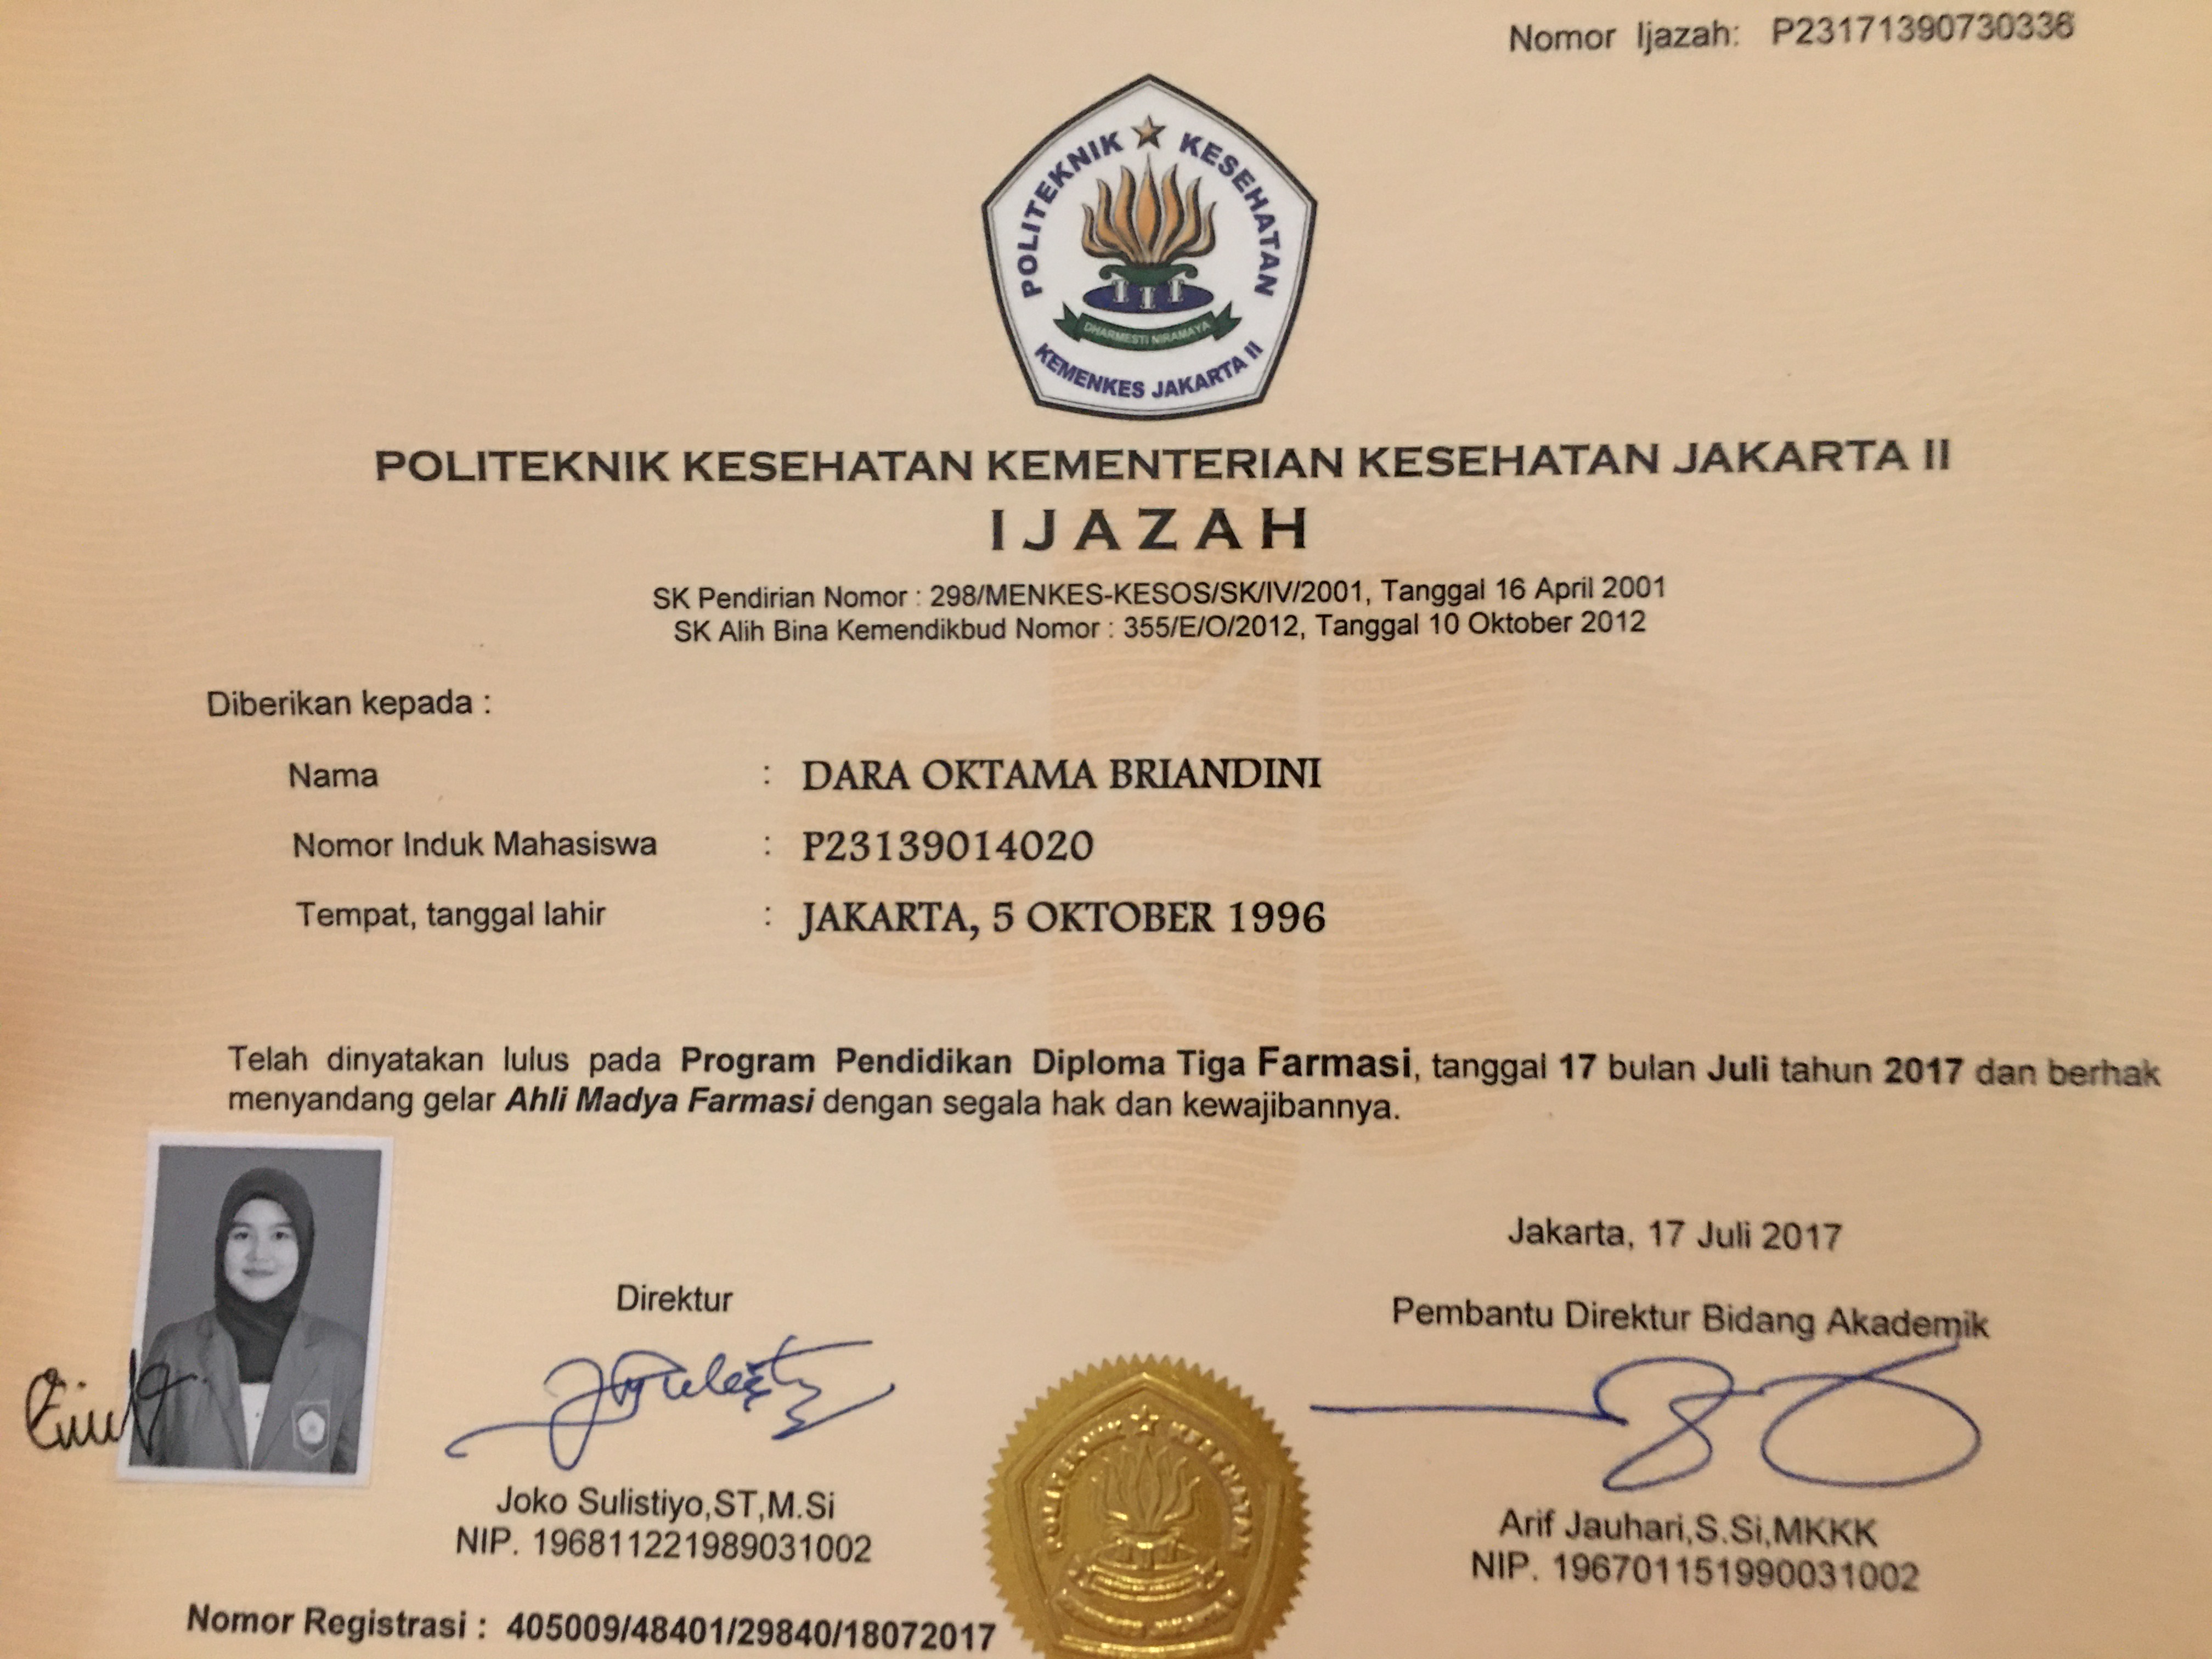 Nomor Ijazah: P2317139073033​6
POLITEKNIK KESEHATAN
DHARMESTI NIRAMAYA
KEMENKES JAKARTA II
POLITEKNIK KESEHATAN KEMENTERIAN KESEHATAN JAKARTA II
I J A Z A H
SK Pendirian Nomor : 298/MENKES-KESOS/SK/IV/2001, Tanggal 16 April 2001
SK Alih Bina Kemendikbud Nomor : 355/E/O/2012, Tanggal 10 Oktober 2012
Diberikan kepada :
Nama : DARA OKTAMA BRIANDINI
Nomor Induk Mahasiswa : P23139014020
Tempat, tanggal lahir : JAKARTA, 5 OKTOBER 1996
Telah dinyatakan lulus pada Program Pendidikan Diploma Tiga Farmasi, tanggal 17 bulan Juli tahun 2017 dan berhak
menyandang gelar Ahli Madya Farmasi dengan segala hak dan kewajibannya.
Jakarta, 17 Juli 2017
Direktur
Pembantu Direktur Bidang Akademik
Joko Sulistiyo,ST,M.Si
NIP. 196811221989031002
Arif Jauhari,S.Si,MKKK
NIP. 196701151990031002
Nomor Registrasi : 405009/48401/29840/18072017